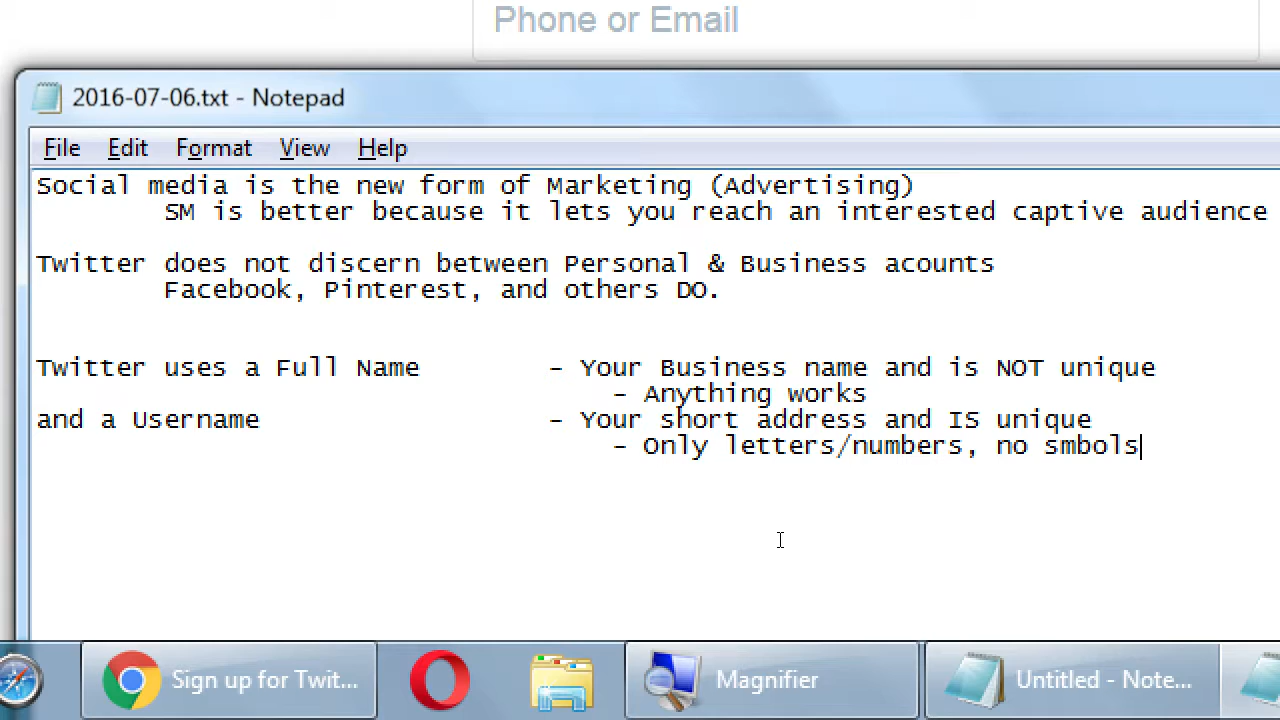 Phone or Email
2016-07-06.txt - Notepad
File Edit Format View Help
Social media is the new form of Marketing (Advertising)
SM is better because it lets you reach an interested captive audience
Twitter does not discern between Personal & Business acounts
Facebook, Pinterest, and others DO.
Twitter uses a Full Name - Your Business name and is NOT unique
- Anything works
and a Username - Your short address and IS unique
- Only letters/numbers, no smbols
Sign up for Twit... Magnifier Untitled - Note...